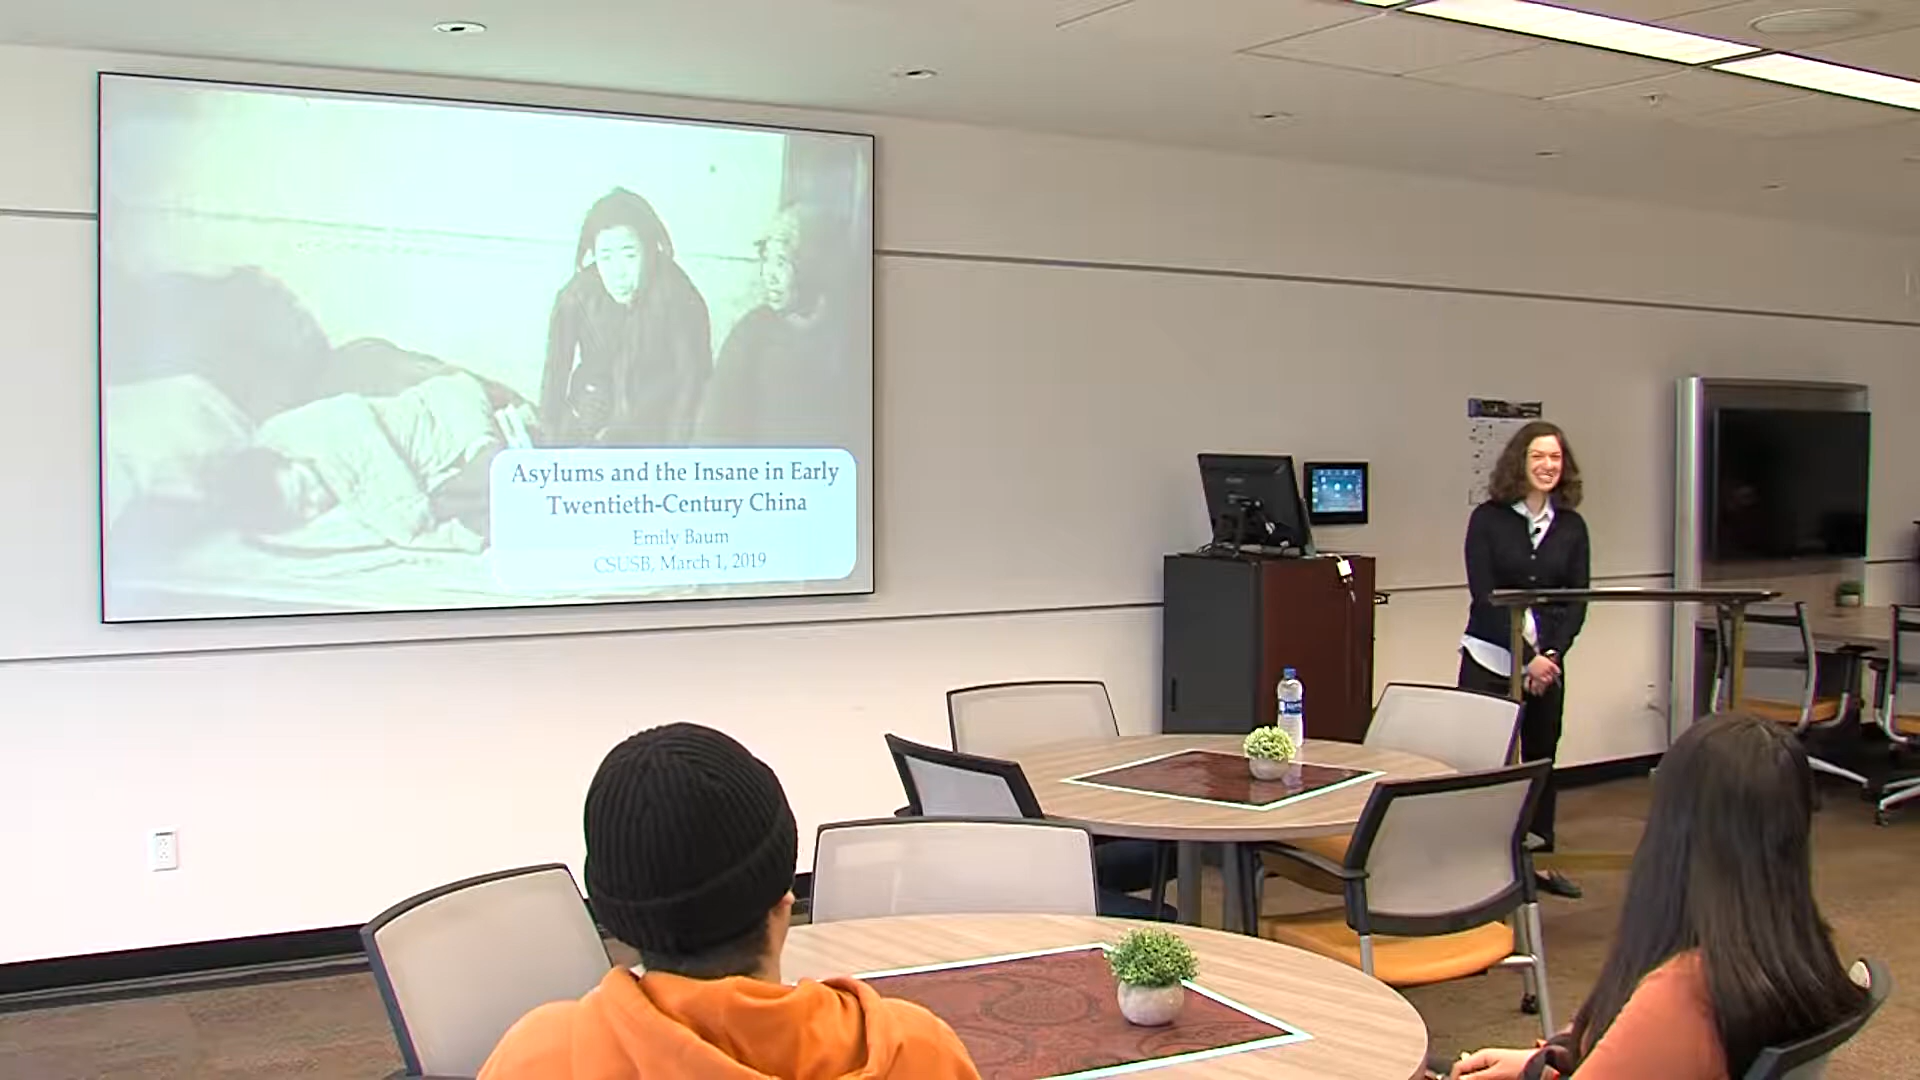 Asylums and the Insane in Early
Twentieth-Century China
Emily Baum
CSUSB, March 1, 2019